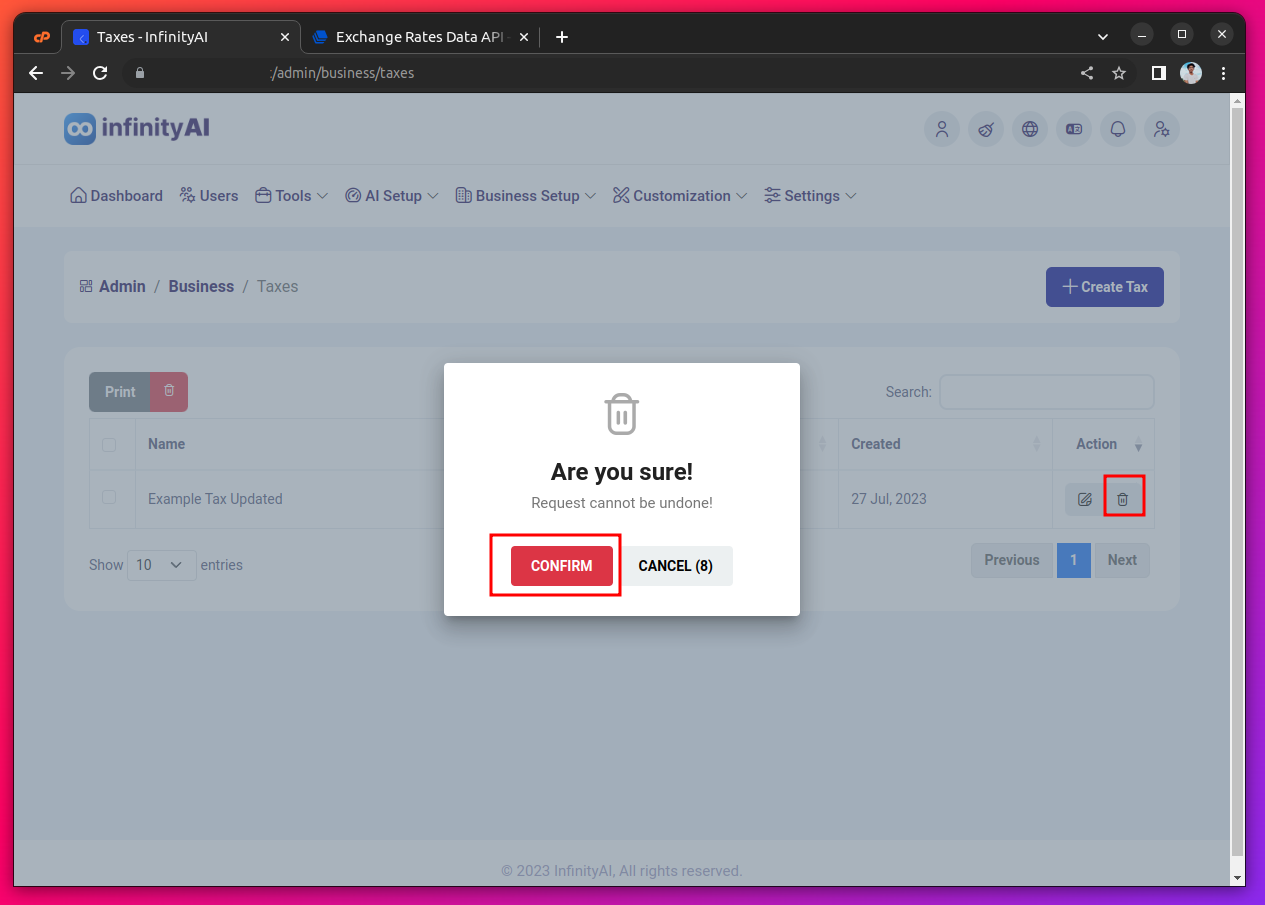 Taxes - InfinityAI
Exchange Rates Data API
:/admin/business/taxes
infinityAI
Dashboard Users Tools AI Setup Business Setup Customization Settings
Admin / Business / Taxes
Create Tax
Print
Search:
Name Created Action
Example Tax Updated 27 Jul, 2023
Show 10 entries
Previous 1 Next
Are you sure!
Request cannot be undone!
CONFIRM CANCEL (8)
© 2023 InfinityAI, All rights reserved.